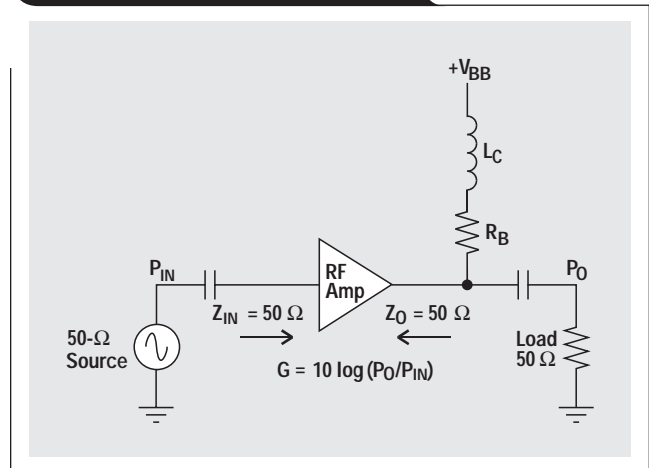 +VBB
LC
RB
PIN
RF
Amp
PO
ZIN = 50 Ω
ZO = 50 Ω
50-Ω
Source
Load
50 Ω
G = 10 log (PO/PIN)